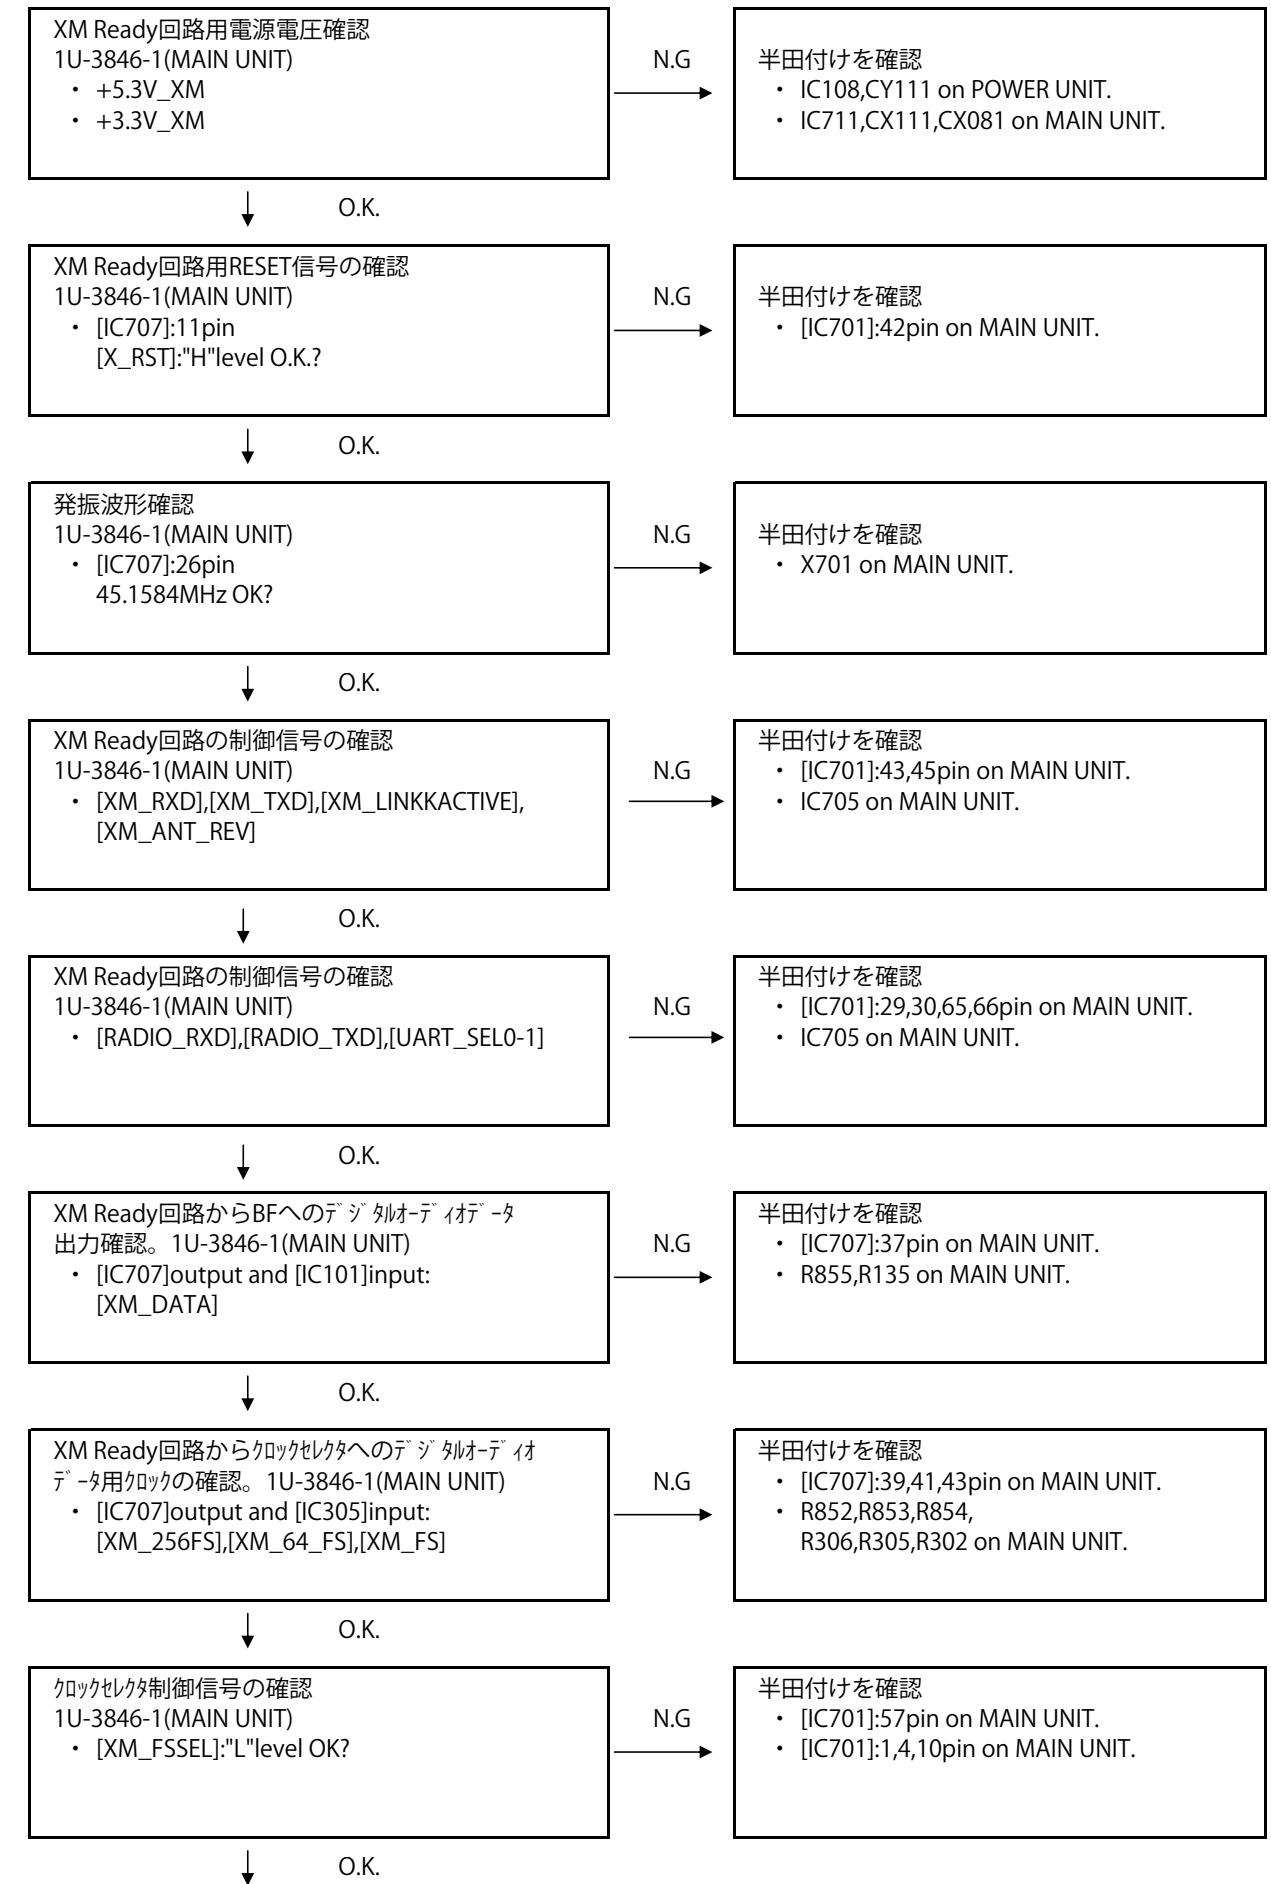 XM Ready回路用電源電圧確認
1U-3846-1(MAIN UNIT)
・ +5.3V_XM
・ +3.3V_XM
N.G
半田付けを確認
・ IC108,CY111 on POWER UNIT.
・ IC711,CX111,CX081 on MAIN UNIT.
O.K.
XM Ready回路用RESET信号の確認
1U-3846-1(MAIN UNIT)
・ [IC707]:11pin
[X_RST]:"H"level O.K.?
N.G
半田付けを確認
・ [IC701]:42pin on MAIN UNIT.
O.K.
発振波形確認
1U-3846-1(MAIN UNIT)
・ [IC707]:26pin
45.1584MHz OK?
N.G
半田付けを確認
・ X701 on MAIN UNIT.
O.K.
XM Ready回路の制御信号の確認
1U-3846-1(MAIN UNIT)
・ [XM_RXD],[XM_TXD],[XM_LINKKACTIVE],
[XM_ANT_REV]
N.G
半田付けを確認
・ [IC701]:43,45pin on MAIN UNIT.
・ IC705 on MAIN UNIT.
O.K.
XM Ready回路の制御信号の確認
1U-3846-1(MAIN UNIT)
・ [RADIO_RXD],[RADIO_TXD],[UART_SEL0-1]
N.G
半田付けを確認
・ [IC701]:29,30,65,66pin on MAIN UNIT.
・ IC705 on MAIN UNIT.
O.K.
XM Ready回路からBFへのﾃﾞｼﾞﾀﾙｵｰﾃﾞｨｵﾃﾞｰﾀ
出力確認。1U-3846-1(MAIN UNIT)
・ [IC707]output and [IC101]input:
[XM_DATA]
N.G
半田付けを確認
・ [IC707]:37pin on MAIN UNIT.
・ R855,R135 on MAIN UNIT.
O.K.
XM Ready回路からｸﾛｯｸｾﾚｸﾀへのﾃﾞｼﾞﾀﾙｵｰﾃﾞｨｵ
ﾃﾞｰﾀ用ｸﾛｯｸの確認。1U-3846-1(MAIN UNIT)
・ [IC707]output and [IC305]input:
[XM_256FS],[XM_64_FS],[XM_FS]
N.G
半田付けを確認
・ [IC707]:39,41,43pin on MAIN UNIT.
・ R852,R853,R854,
R306,R305,R302 on MAIN UNIT.
O.K.
ｸﾛｯｸｾﾚｸﾀ制御信号の確認
1U-3846-1(MAIN UNIT)
・ [XM_FSSEL]:"L"level OK?
N.G
半田付けを確認
・ [IC701]:57pin on MAIN UNIT.
・ [IC701]:1,4,10pin on MAIN UNIT.
O.K.